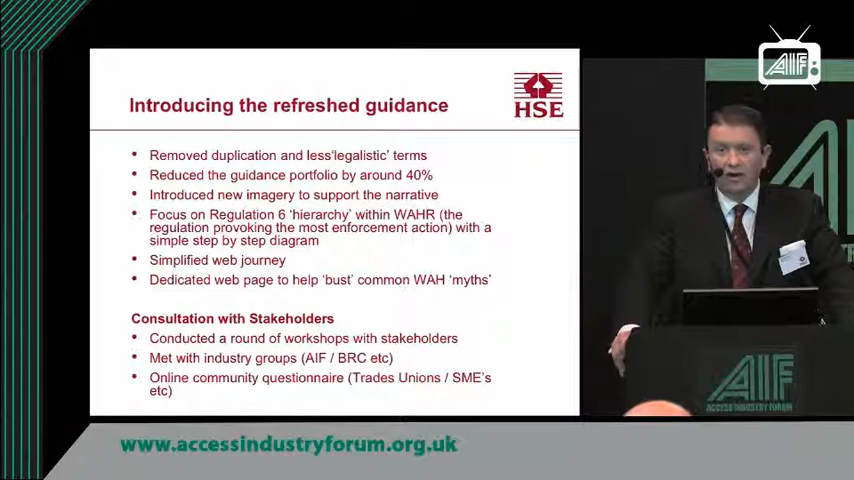 AIF
Introducing the refreshed guidance
HSE
• Removed duplication and less‘legalistic’ terms
• Reduced the guidance portfolio by around 40%
• Introduced new imagery to support the narrative
• Focus on Regulation 6 ‘hierarchy’ within WAHR (the
regulation provoking the most enforcement action) with a
simple step by step diagram
• Simplified web journey
• Dedicated web page to help ‘bust’ common WAH ‘myths’
Consultation with Stakeholders
• Conducted a round of workshops with stakeholders
• Met with industry groups (AIF / BRC etc)
• Online community questionnaire (Trades Unions / SME’s
etc)
AIF
ACCESS INDUSTRY FORUM
www.accessindustryforum.org.uk